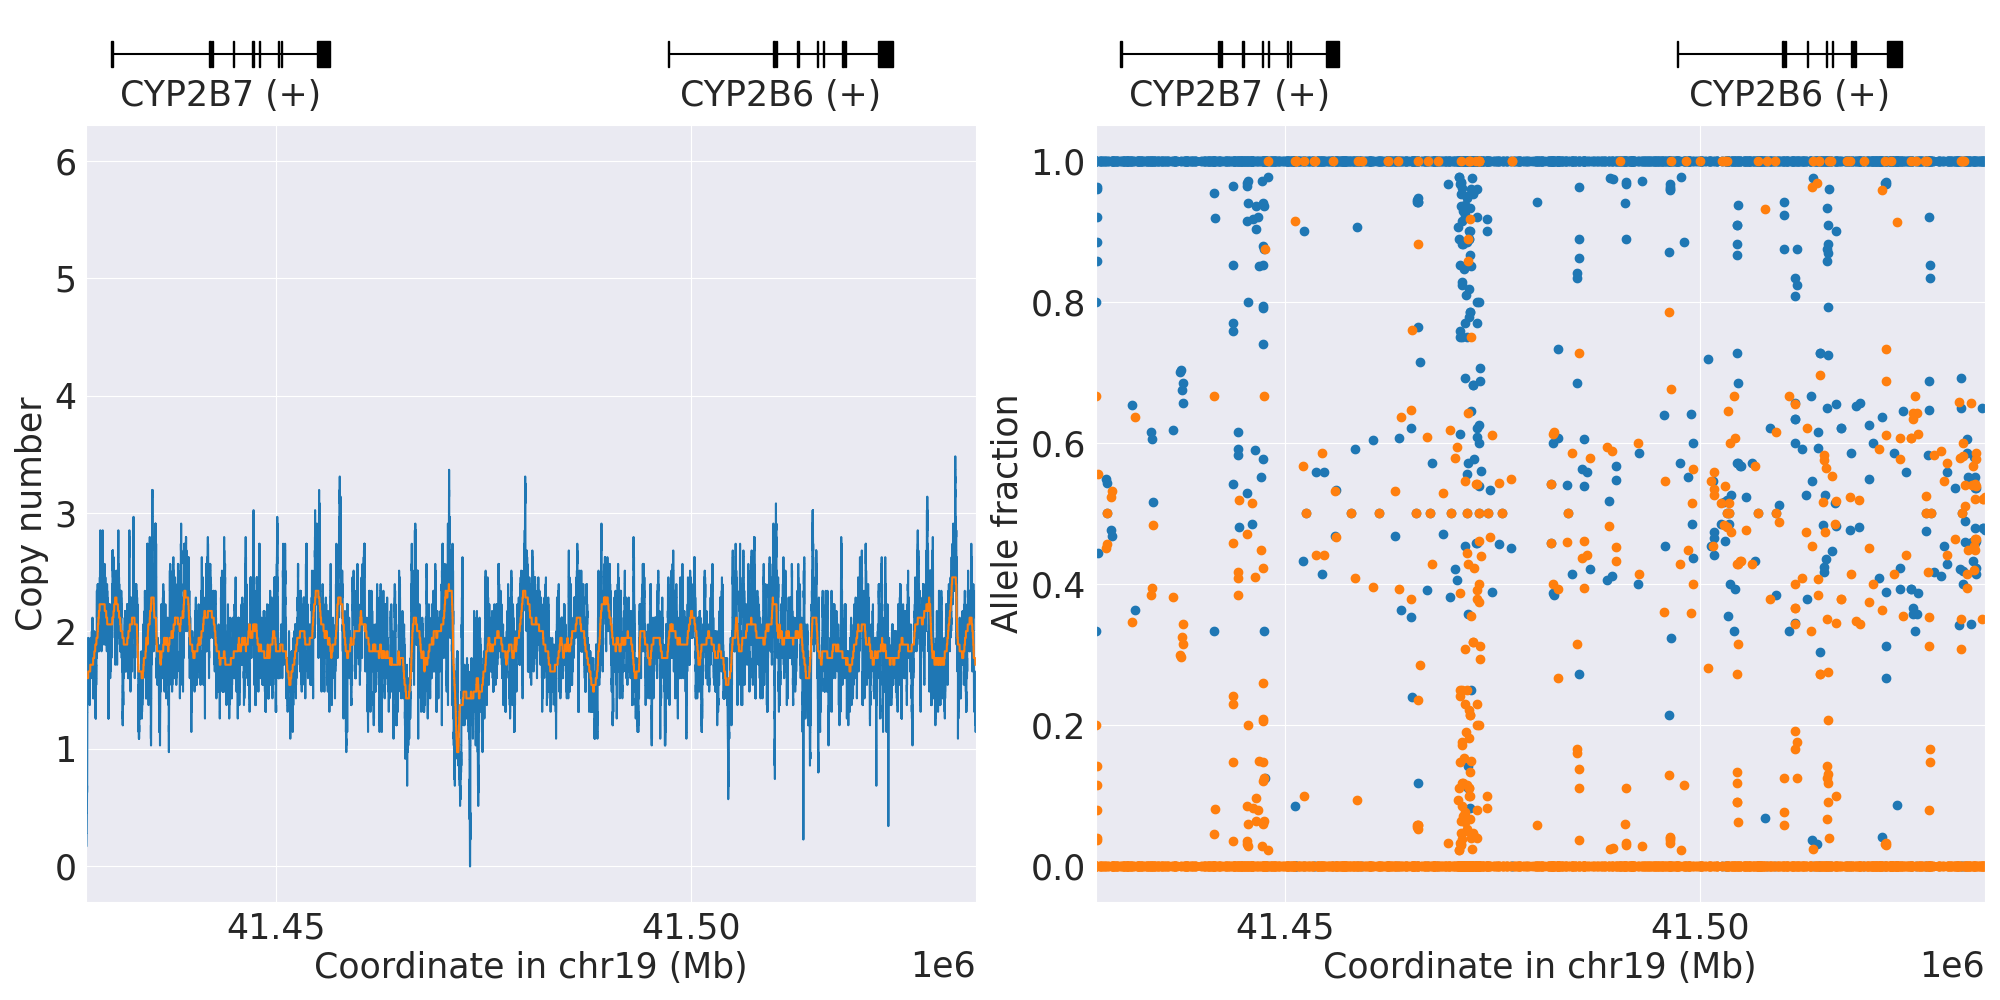 CYP2B7 (+)
CYP2B6 (+)
6
5
4
3
2
1
0
Copy number
41.45
41.50
Coordinate in chr19 (Mb)
1e6
CYP2B7 (+)
CYP2B6 (+)
1.0
0.8
0.6
0.4
0.2
0.0
Allele fraction
41.45
41.50
Coordinate in chr19 (Mb)
1e6